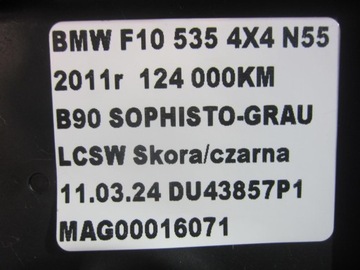 BMW F10 535 4X4 N55
2011r 124 000KM
B90 SOPHISTO-GRAU
LCSW Skora/czarna
11.03.24 DU43857P1
MAG00016071